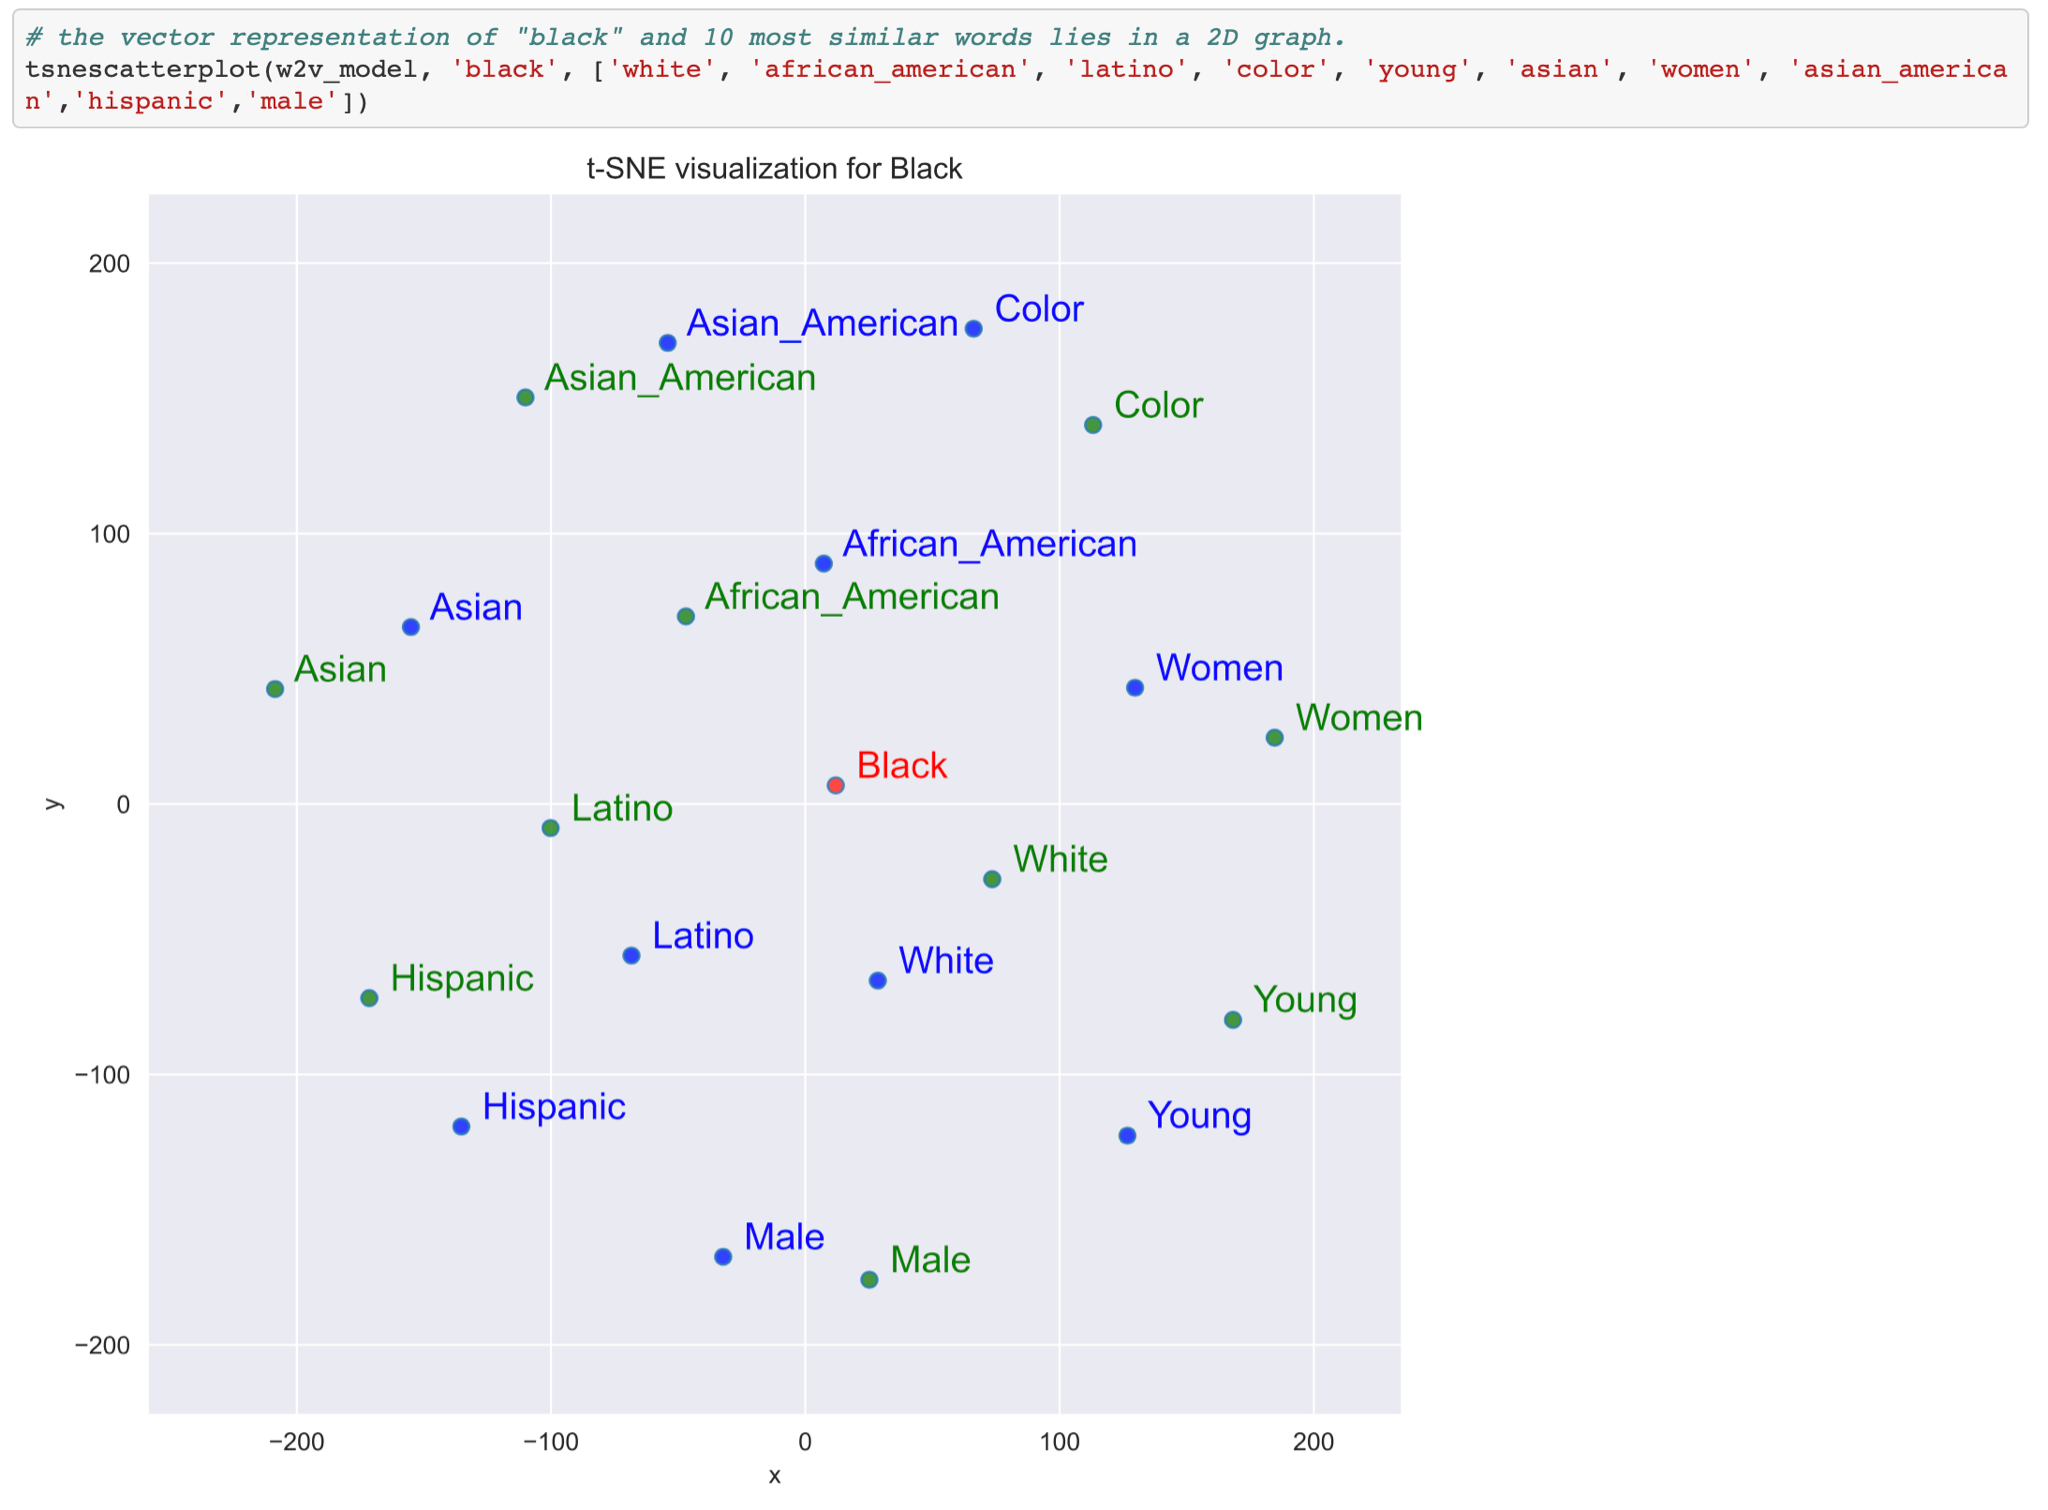 # the vector representation of "black" and 10 most similar words lies in a 2D graph.
tsnescatterplot(w2v_model, 'black', ['white', 'african_american', 'latino', 'color', 'young', 'asian', 'women', 'asian_america
n','hispanic','male'])
t-SNE visualization for Black
200
Color
Asian_American
Asian_American
Color
100
African_American
African_American
Asian
Women
Asian
Women
Black
y
0
Latino
White
Latino
White
Hispanic
Young
−100
Hispanic
Young
Male
Male
−200
−200 −100 0 100 200
x